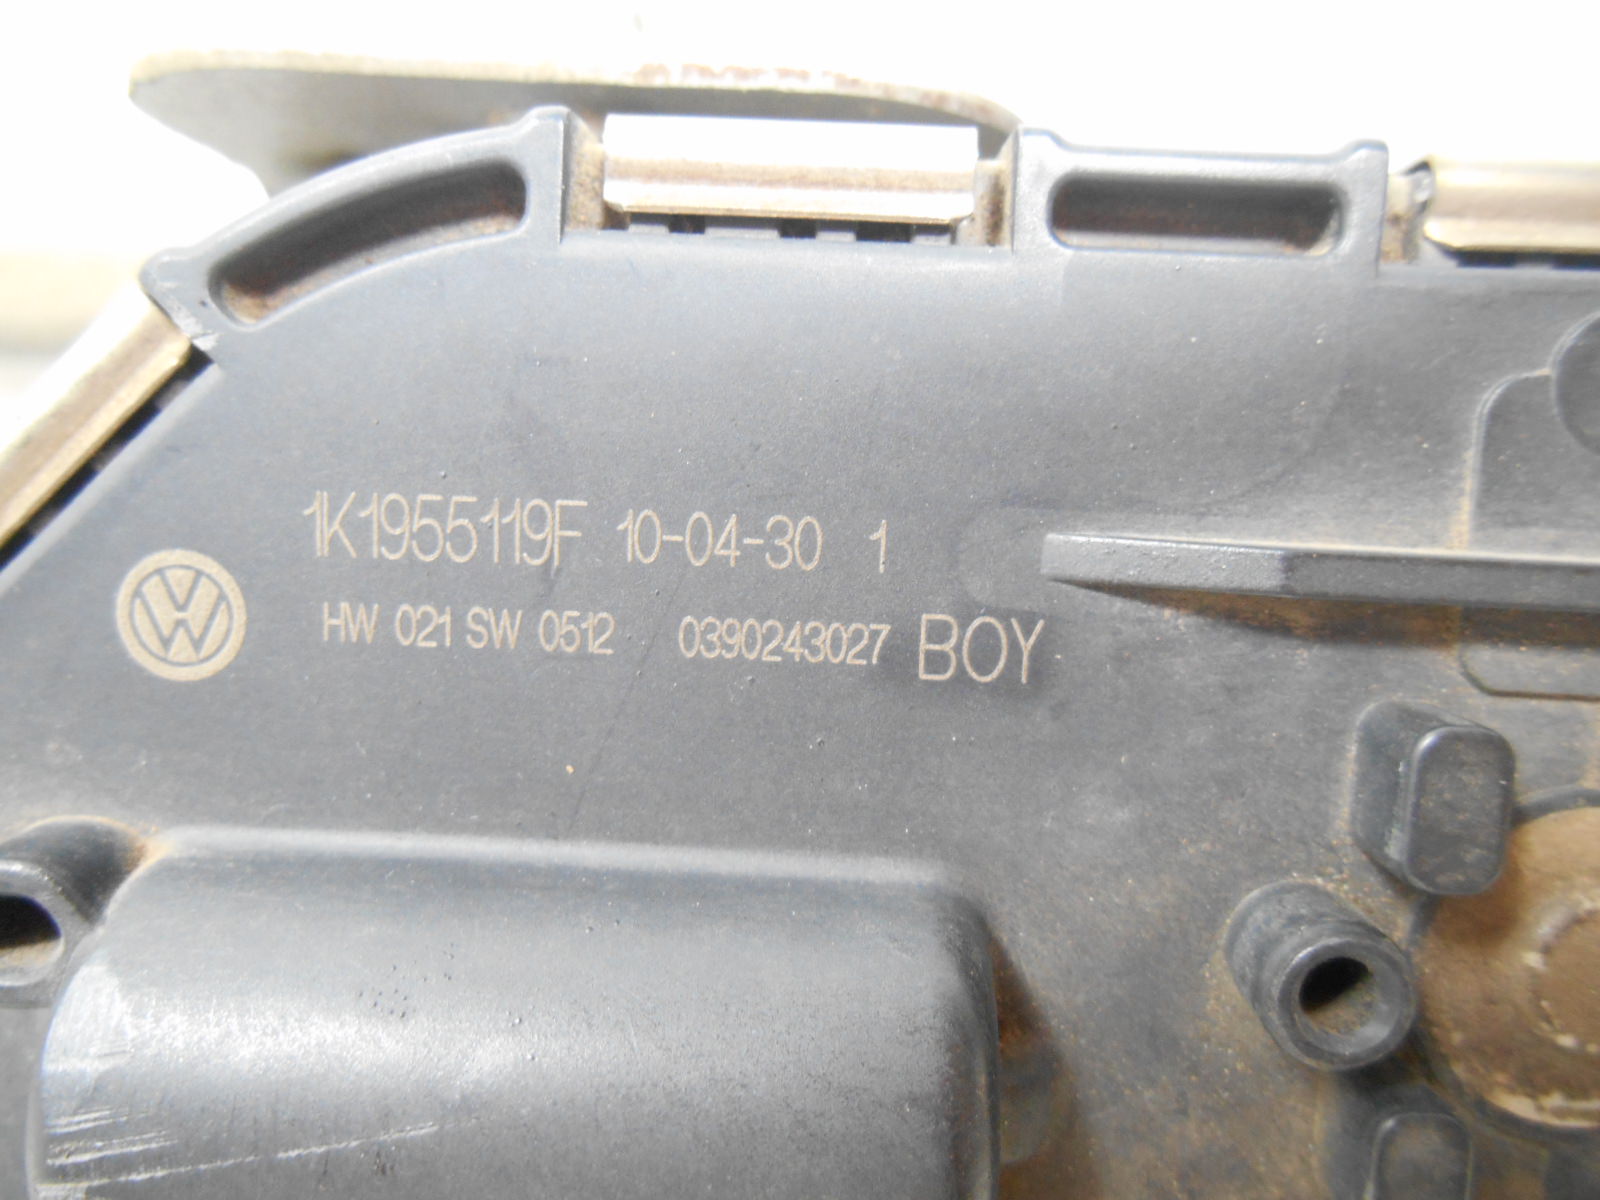 1K1955119F 10-04-30 1
HW 021 SW 0512 0390243027 BOY